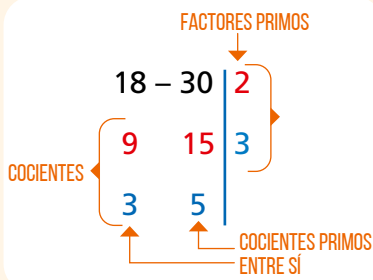 FACTORES PRIMOS
18 – 30 2
9 15 3
COCIENTES
3 5
COCIENTES PRIMOS
ENTRE SÍ